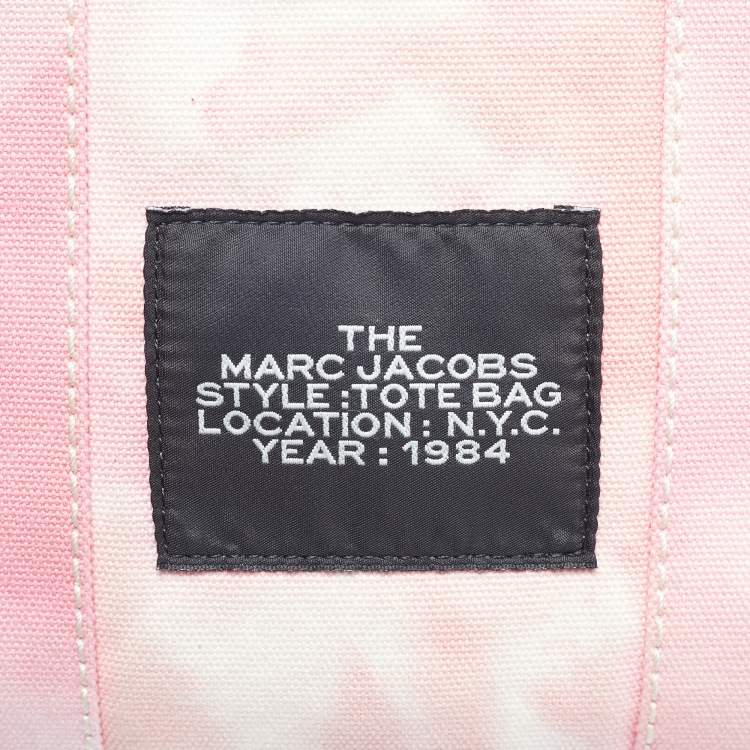 THE
MARC JACOBS
STYLE :TOTE BAG
LOCATION : N.Y.C.
YEAR : 1984